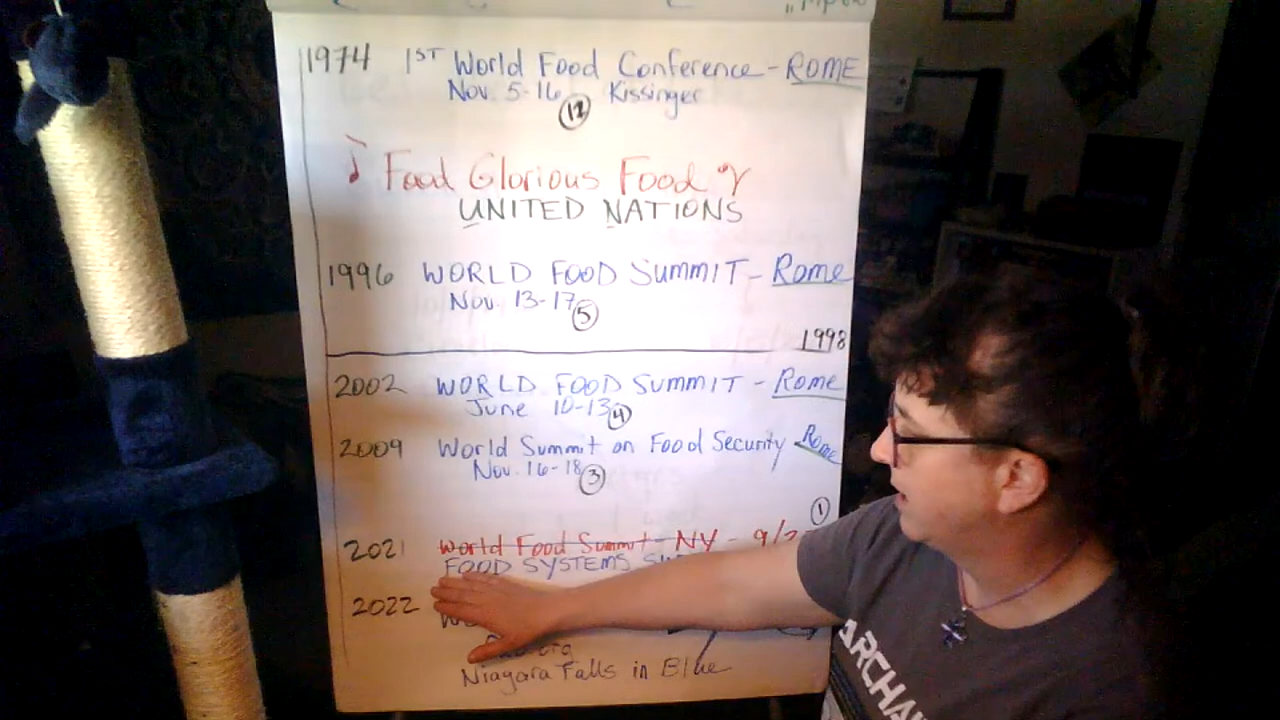 1974 1ST World Food Conference - ROME
Nov. 5-16 Kissinger
12
Food Glorious Food
UNITED NATIONS
1996 WORLD FOOD SUMMIT - Rome
Nov. 13-17 5
1998
2002 WORLD FOOD SUMMIT - Rome
June 10-13 4
2009 World Summit on Food Security Rome
Nov. 16-18 3
1
2021 World Food Summit - NY - 9/2
FOOD SYSTEMS
2022
Niagara Falls in Blue
ARCHA